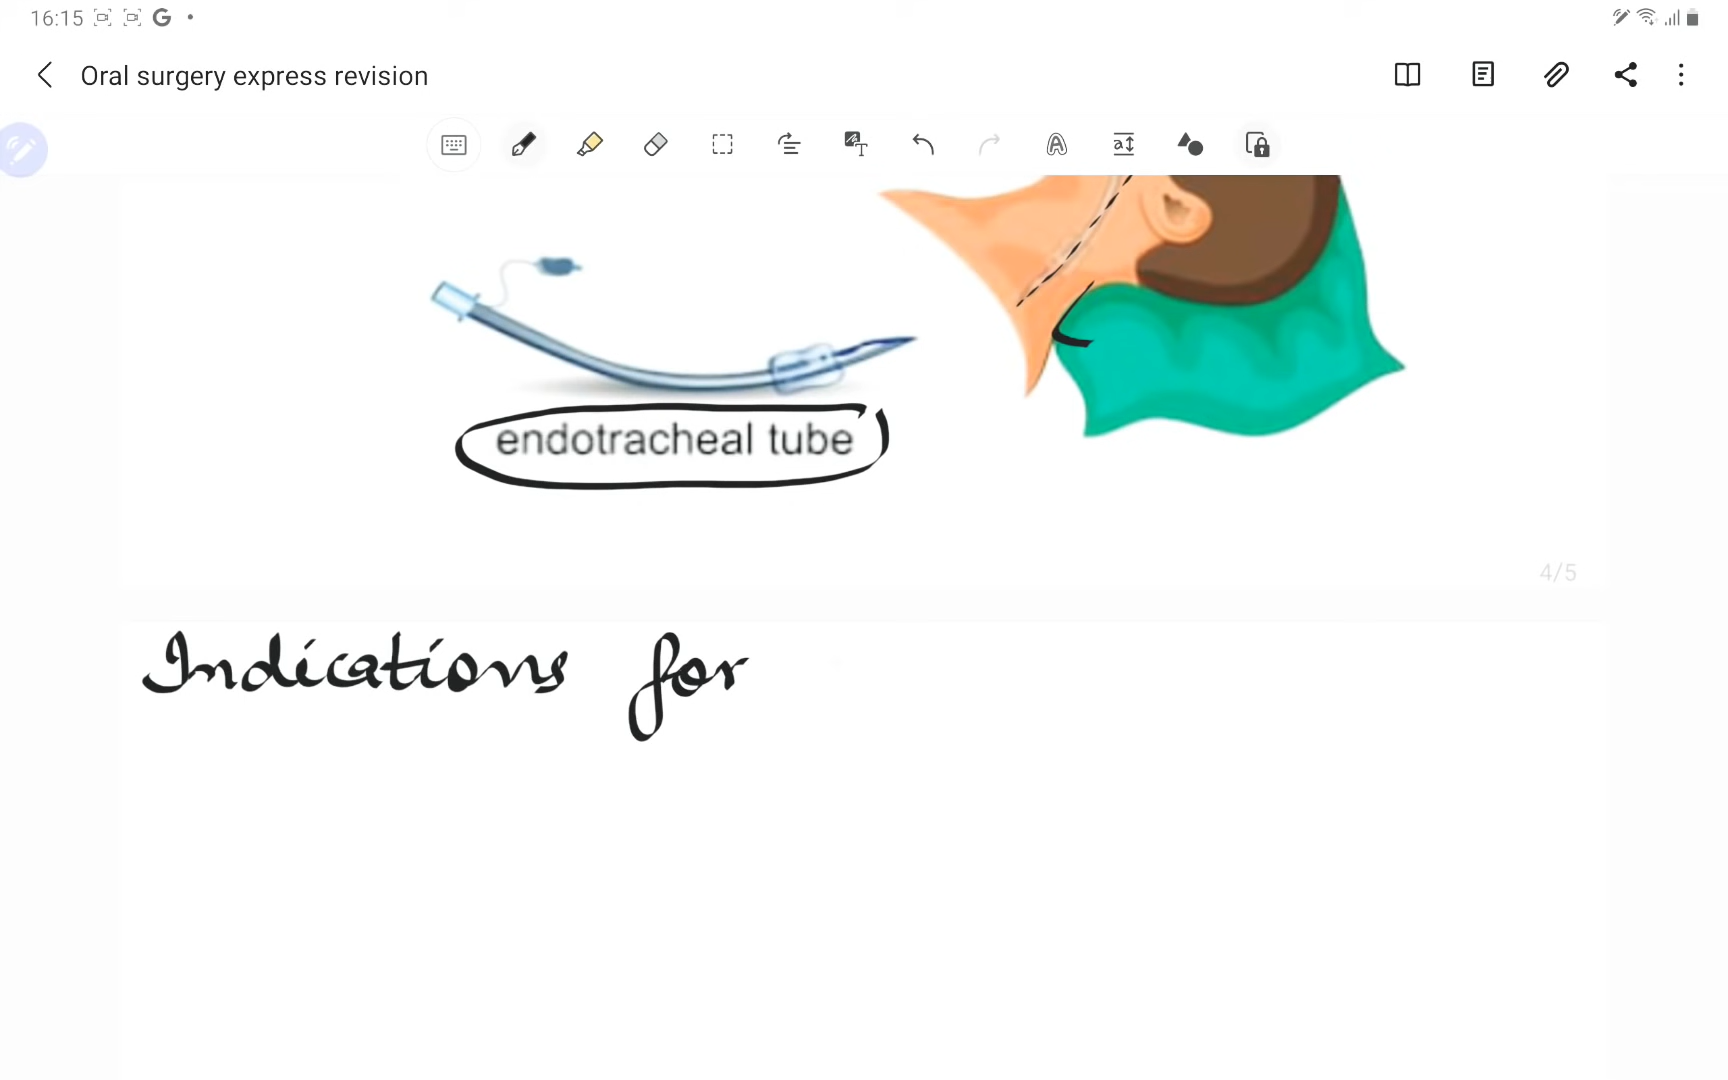 16:15 G
Oral surgery express revision
endotracheal tube
4/5
Indications for